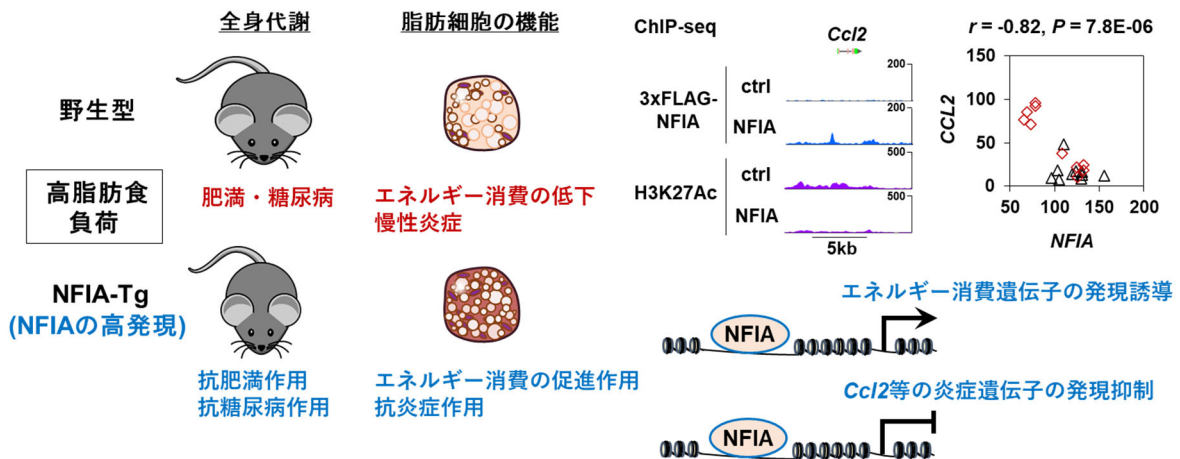 全身代謝
脂肪細胞の機能
野生型
高脂肪食
負荷
肥満・糖尿病
エネルギー消費の低下
慢性炎症
NFIA-Tg
(NFIAの高発現)
抗肥満作用
抗糖尿病作用
エネルギー消費の促進作用
抗炎症作用
ChIP-seq
Ccl2
3xFLAG-
NFIA
ctrl
200
NFIA
200
H3K27Ac
ctrl
500
NFIA
500
5kb
r = -0.82, P = 7.8E-06
CCL2
150
100
50
0
50
100
150
200
NFIA
エネルギー消費遺伝子の発現誘導
NFIA
Ccl2等の炎症遺伝子の発現抑制
NFIA